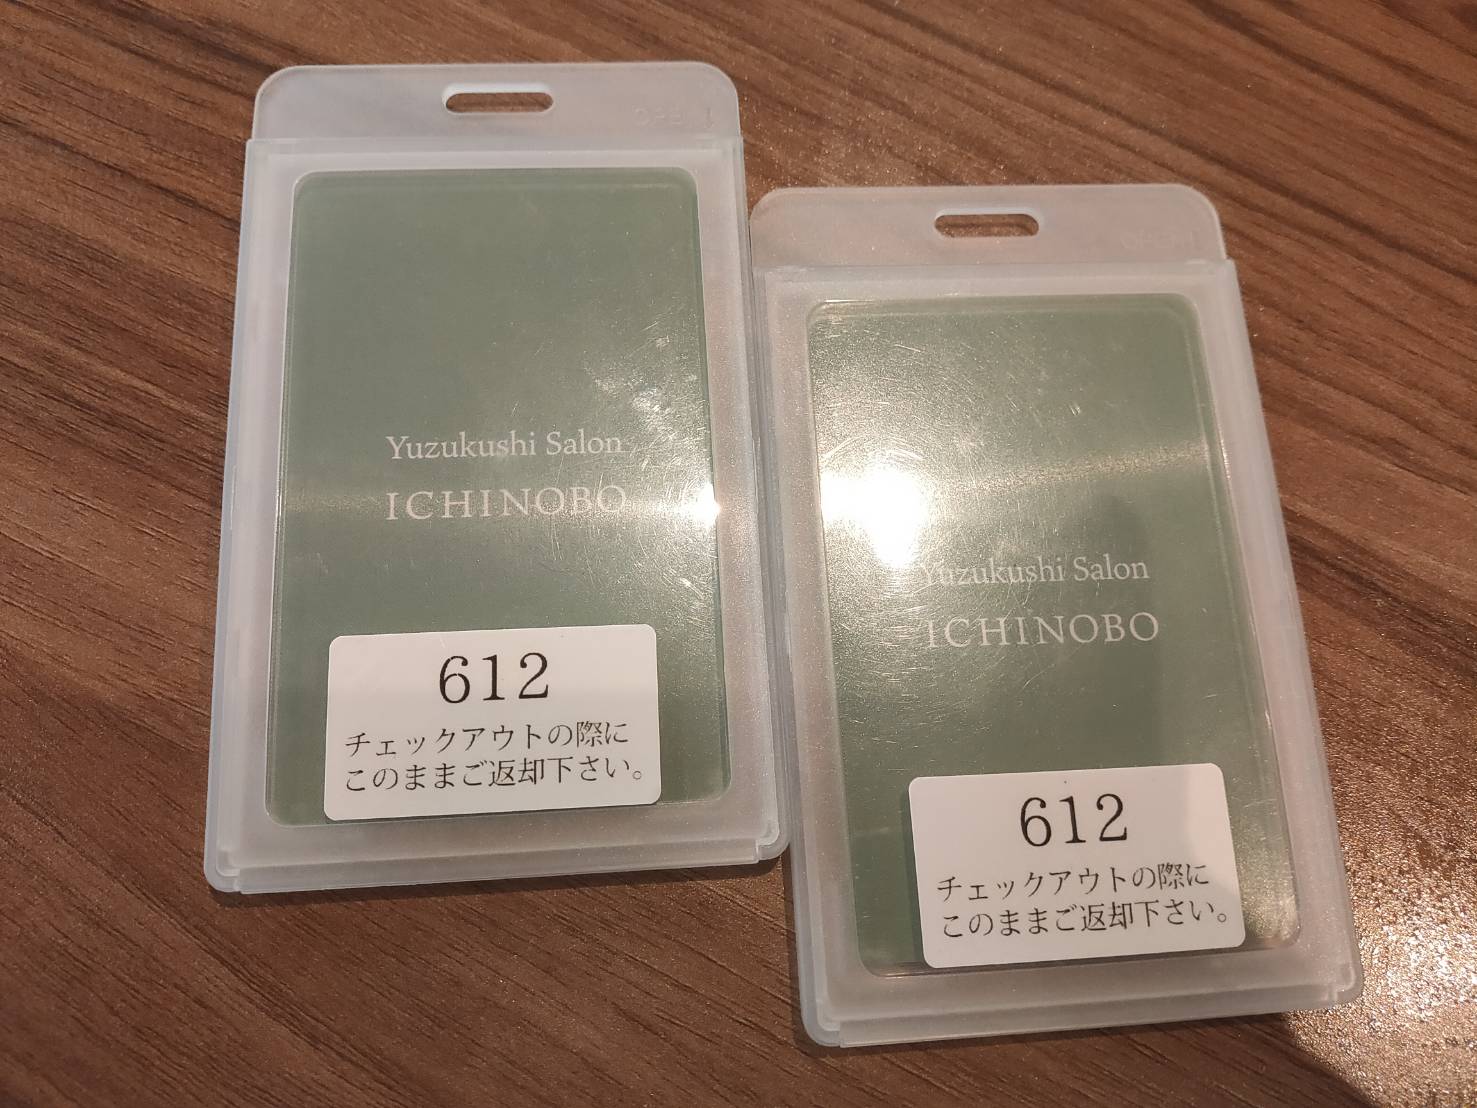 Yuzukushi Salon
ICHINOBO
612
チェックアウトの際に
このままご返却下さい。
Yuzukushi Salon
ICHINOBO
612
チェックアウトの際に
このままご返却下さい。